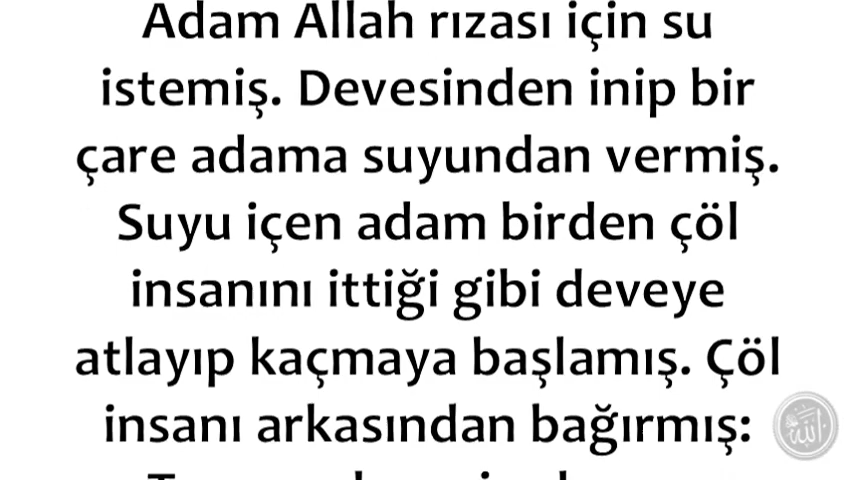 Adam Allah rızası için su
istemiş. Devesinden inip bir
çare adama suyundan vermiş.
Suyu içen adam birden çöl
insanını ittiği gibi deveye
atlayıp kaçmaya başlamış. Çöl
insanı arkasından bağırmış:
الله